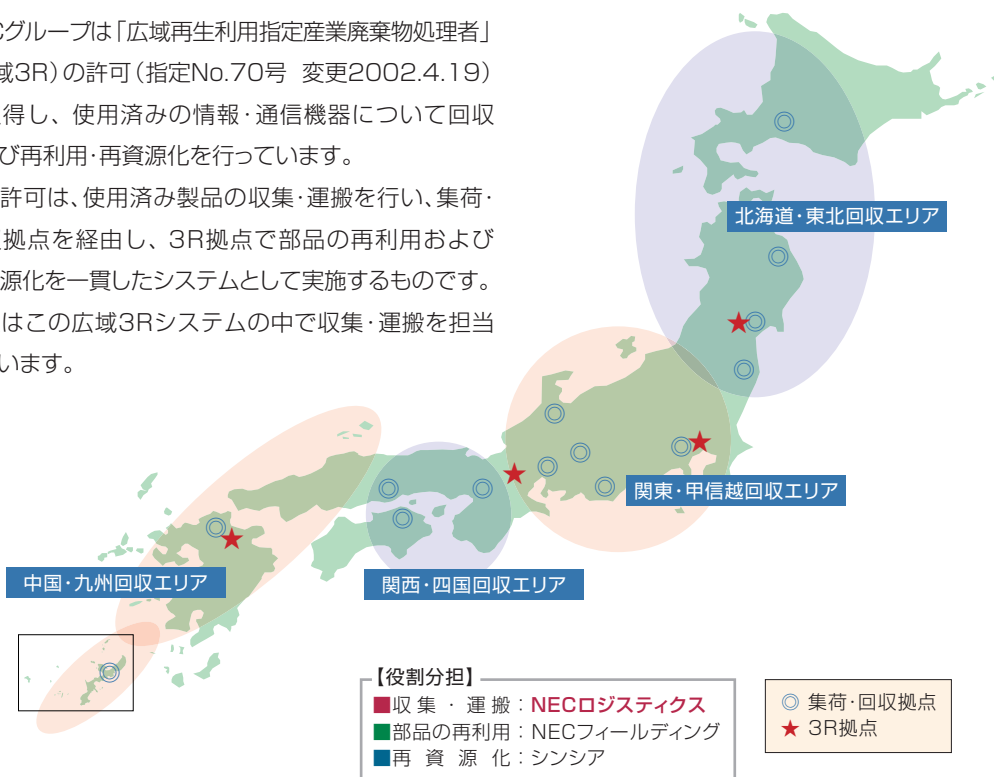 グループは「広域再生利用指定産業廃棄物処理者」
域3R)の許可(指定No.70号 変更2002.4.19)
得し、使用済みの情報・通信機器について回収
び再利用・再資源化を行っています。
許可は、使用済み製品の収集・運搬を行い、集荷・
拠点を経由し、3R拠点で部品の再利用および
源化を一貫したシステムとして実施するものです。
はこの広域3Rシステムの中で収集・運搬を担当
います。
北海道・東北回収エリア
関東・甲信越回収エリア
中国・九州回収エリア
関西・四国回収エリア
【役割分担】
■収集・運搬:NECロジスティクス
■部品の再利用:NECフィールディング
■再資源化:シンシア
◎ 集荷・回収拠点
★ 3R拠点